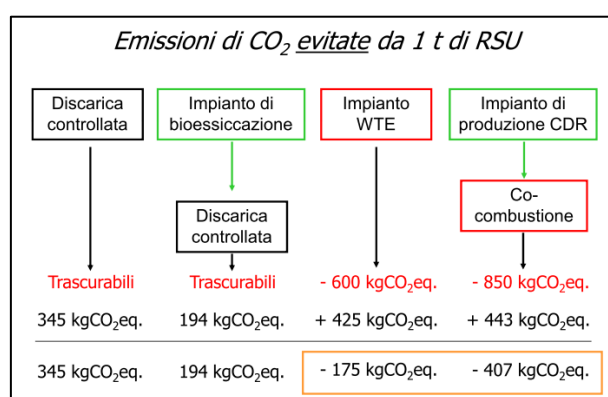 Emissioni di CO₂ evitate da 1 t di RSU
Discarica
controllata
Impianto di
bioessiccazione
Impianto
WTE
Impianto di
produzione CDR
Discarica
controllata
Co-
combustione
Trascurabili Trascurabili - 600 kgCO₂eq. - 850 kgCO₂eq.
345 kgCO₂eq. 194 kgCO₂eq. + 425 kgCO₂eq. + 443 kgCO₂eq.
345 kgCO₂eq. 194 kgCO₂eq. - 175 kgCO₂eq. - 407 kgCO₂eq.